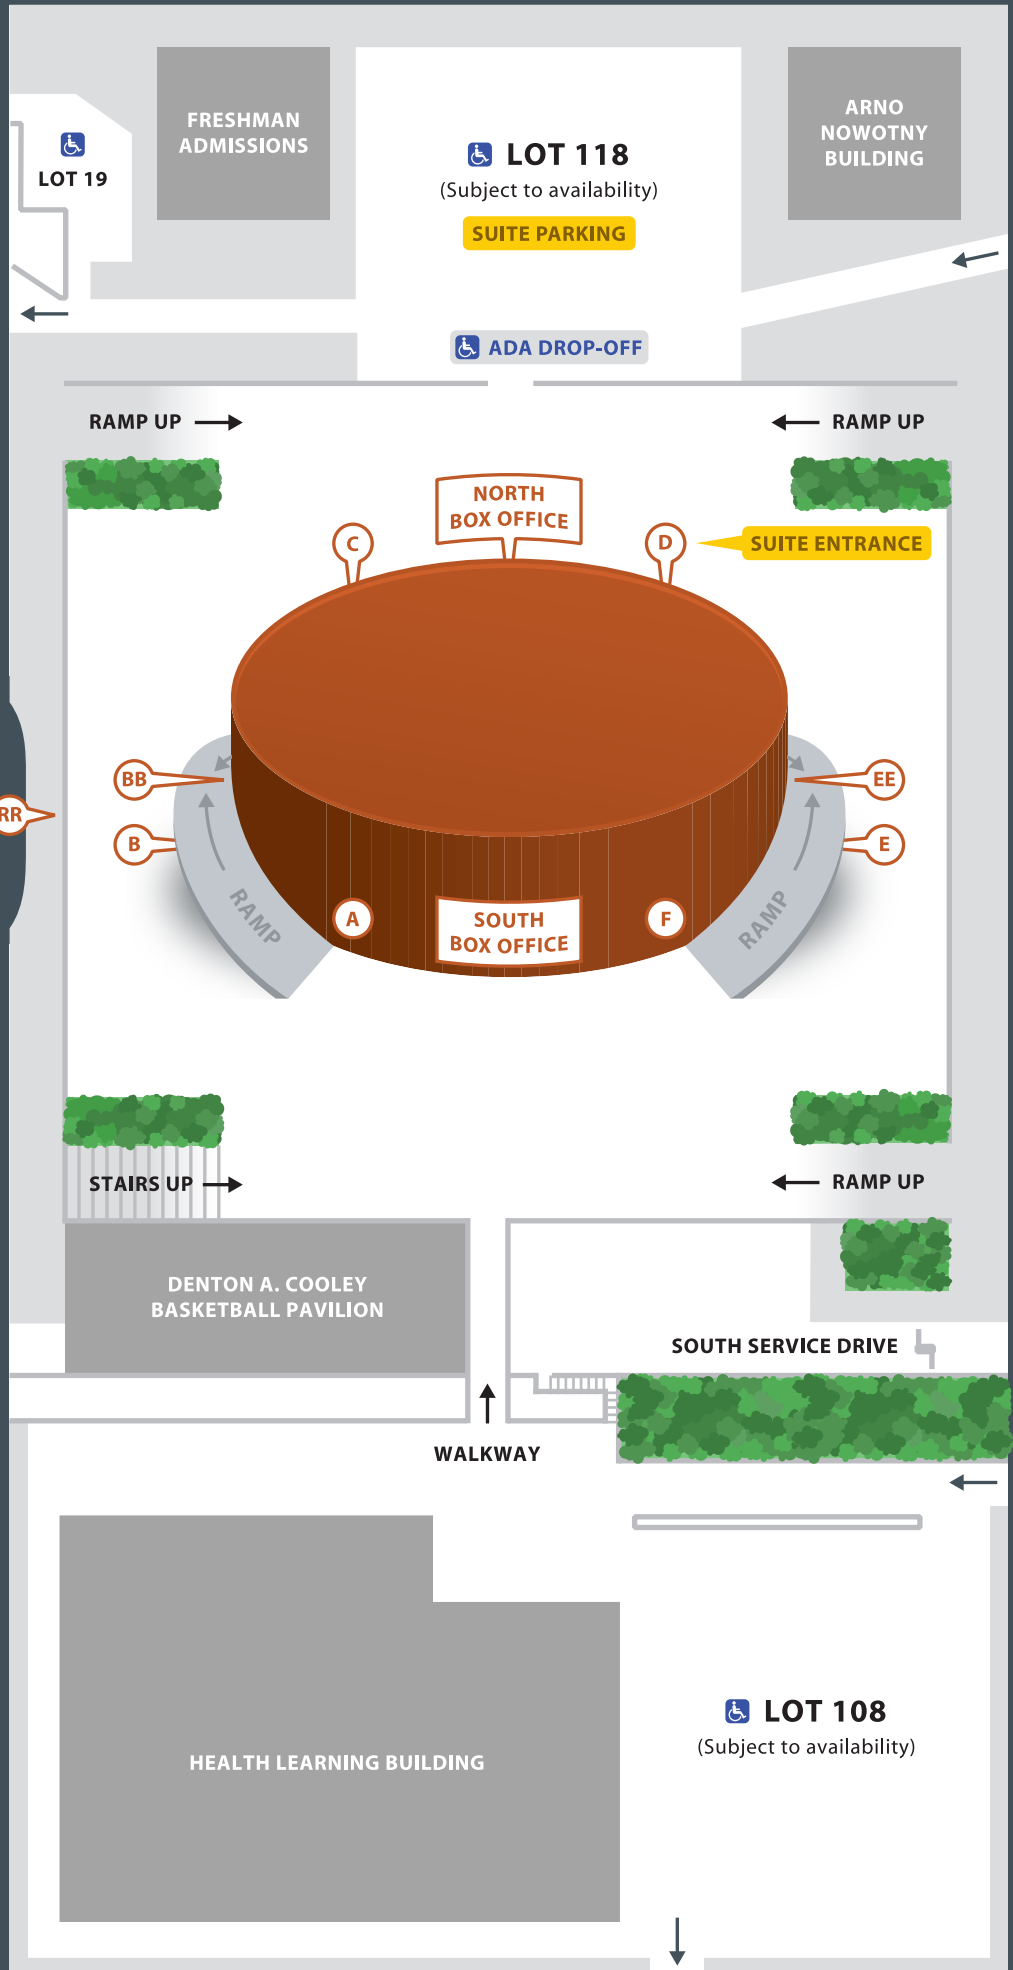 FRESHMAN
ADMISSIONS
ARNO
NOWOTNY
BUILDING
LOT 19
LOT 118
(Subject to availability)
SUITE PARKING
ADA DROP-OFF
RAMP UP
RAMP UP
NORTH
BOX OFFICE
C
D
SUITE ENTRANCE
BB
EE
RR
B
E
RAMP
RAMP
A
SOUTH
BOX OFFICE
F
STAIRS UP
RAMP UP
DENTON A. COOLEY
BASKETBALL PAVILION
SOUTH SERVICE DRIVE
WALKWAY
LOT 108
(Subject to availability)
HEALTH LEARNING BUILDING